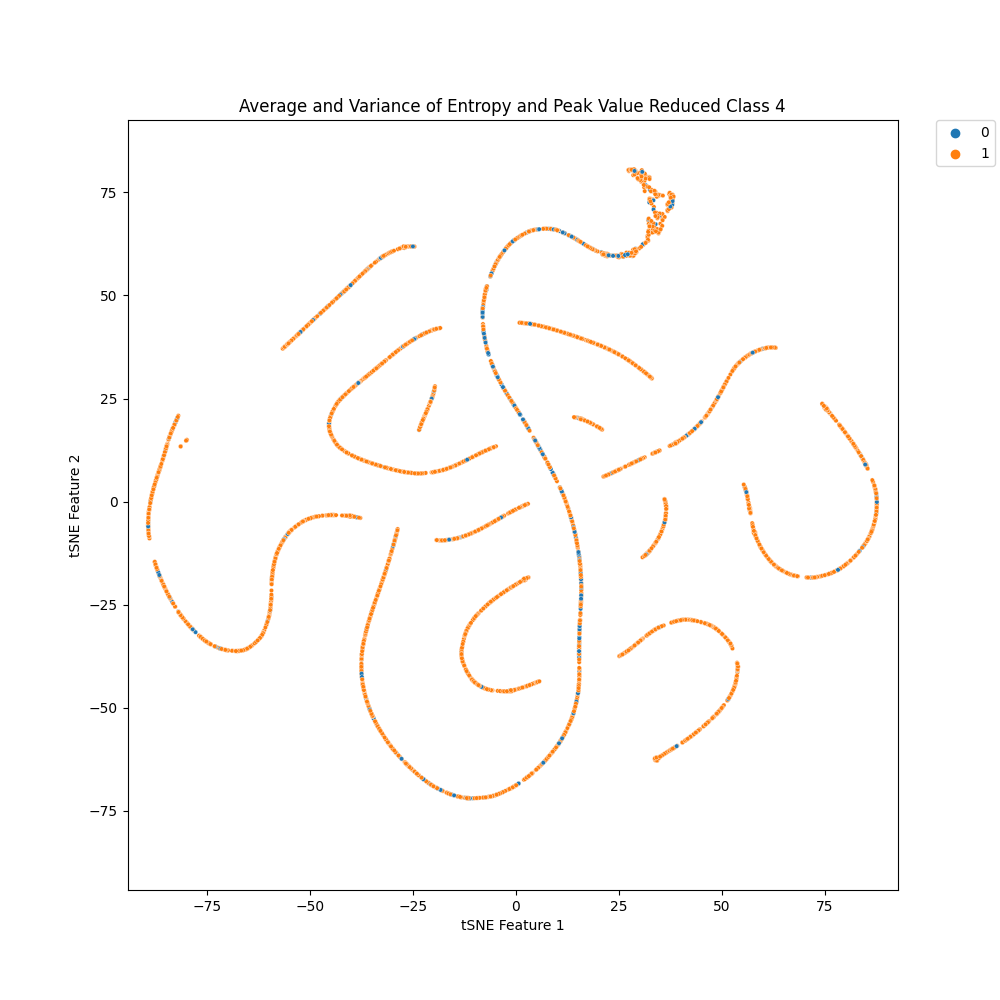 Average and Variance of Entropy and Peak Value Reduced Class 4
0
1
75
50
25
0
−25
−50
−75
tSNE Feature 2
−75 −50 −25 0 25 50 75
tSNE Feature 1